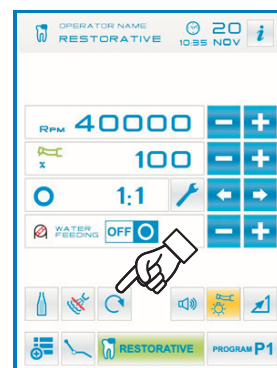 OPERATOR NAME
RESTORATIVE
10:35 20 NOV
i
RPM 40000 - +
% 100 - +
1:1
WATER FEEDING OFF - +
RESTORATIVE PROGRAM P1